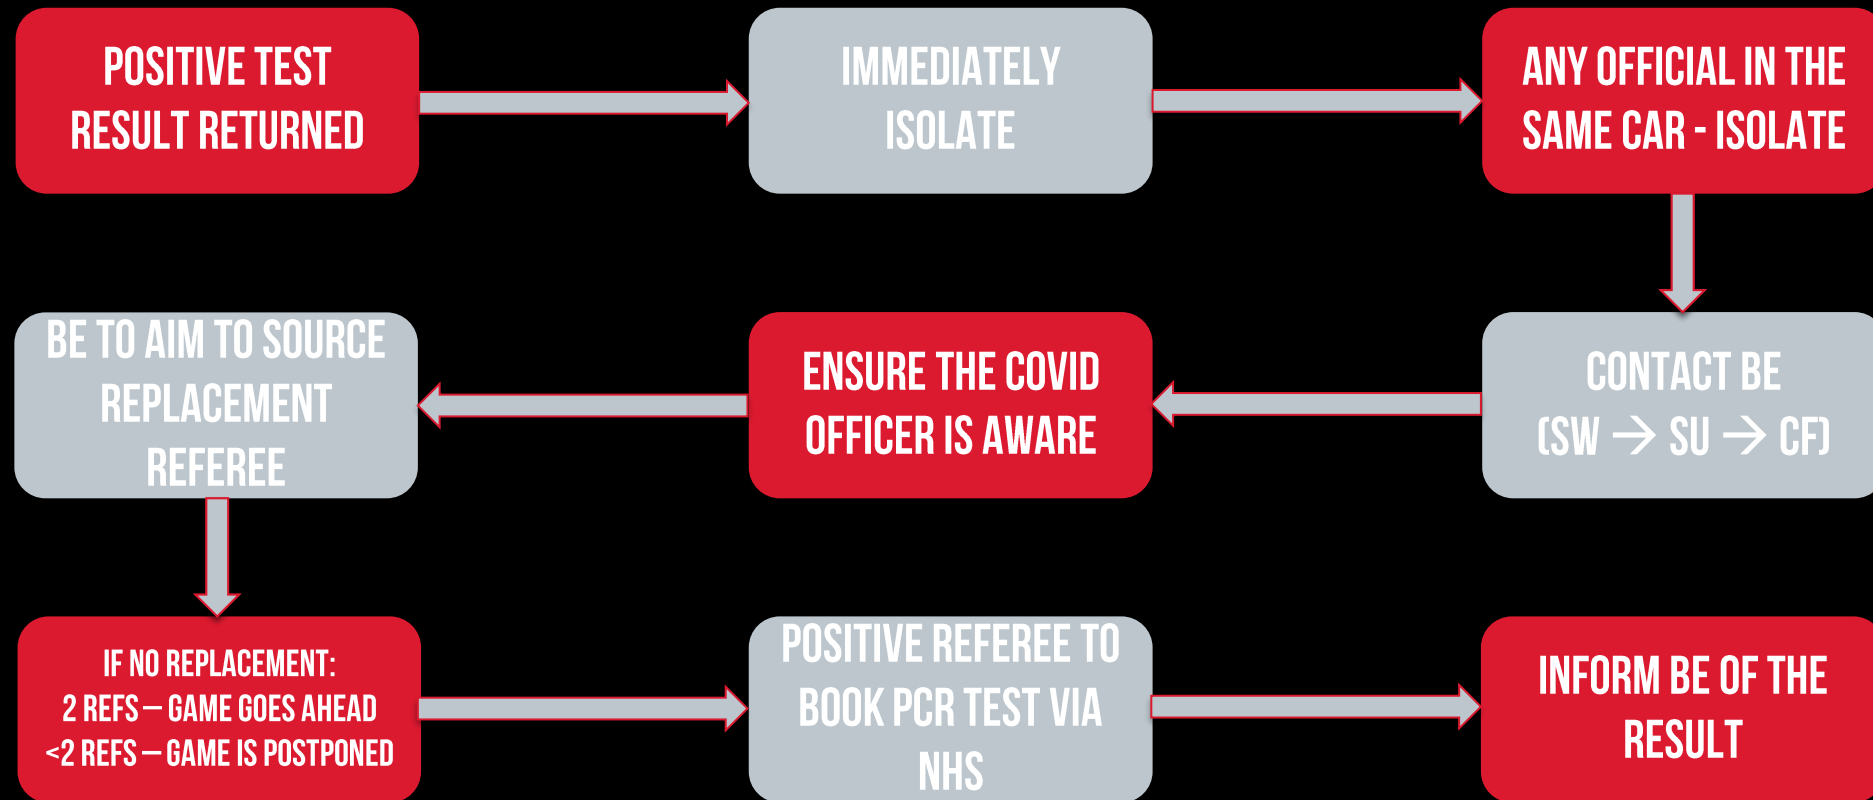 POSITIVE TEST
RESULT RETURNED
IMMEDIATELY
ISOLATE
ANY OFFICIAL IN THE
SAME CAR - ISOLATE
CONTACT BE
(SW → SU → CF)
ENSURE THE COVID
OFFICER IS AWARE
BE TO AIM TO SOURCE
REPLACEMENT
REFEREE
IF NO REPLACEMENT:
2 REFS – GAME GOES AHEAD
<2 REFS – GAME IS POSTPONED
POSITIVE REFEREE TO
BOOK PCR TEST VIA
NHS
INFORM BE OF THE
RESULT